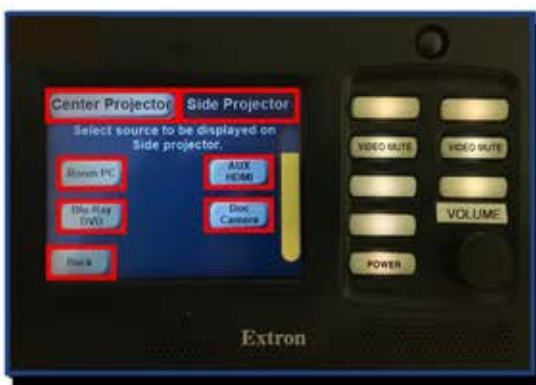 Center Projector
Side Projector
Select source to be displayed on
Side projector.
Room PC
AUX
HDMI
Blu-Ray
DVD
Doc
Camera
Back
VIDEO MUTE
VIDEO MUTE
VOLUME
POWER
Extron